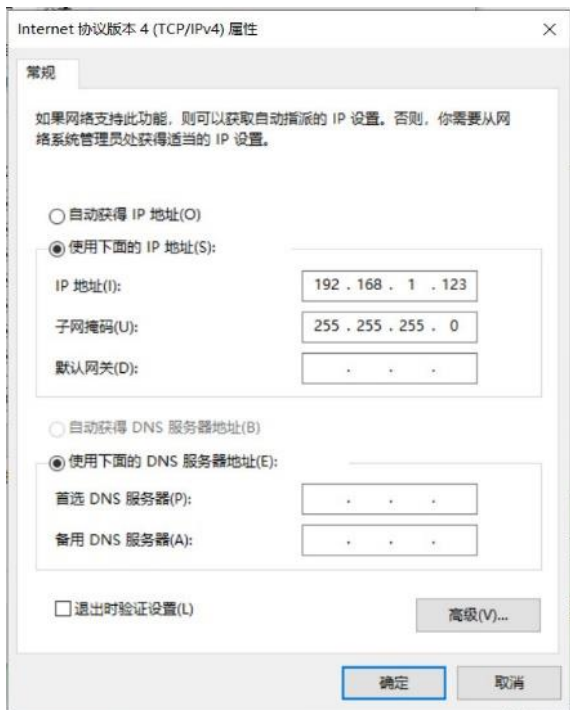 Internet 协议版本 4 (TCP/IPv4) 属性
常规
如果网络支持此功能，则可以获取自动指派的 IP 设置。否则，你需要从网
络系统管理员处获得适当的 IP 设置。
自动获得 IP 地址(O)
使用下面的 IP 地址(S):
IP 地址(I):
192 . 168 . 1 . 123
子网掩码(U):
255 . 255 . 255 . 0
默认网关(D):
. . .
自动获得 DNS 服务器地址(B)
使用下面的 DNS 服务器地址(E):
首选 DNS 服务器(P):
. . .
备用 DNS 服务器(A):
. . .
退出时验证设置(L)
高级(V)...
确定
取消